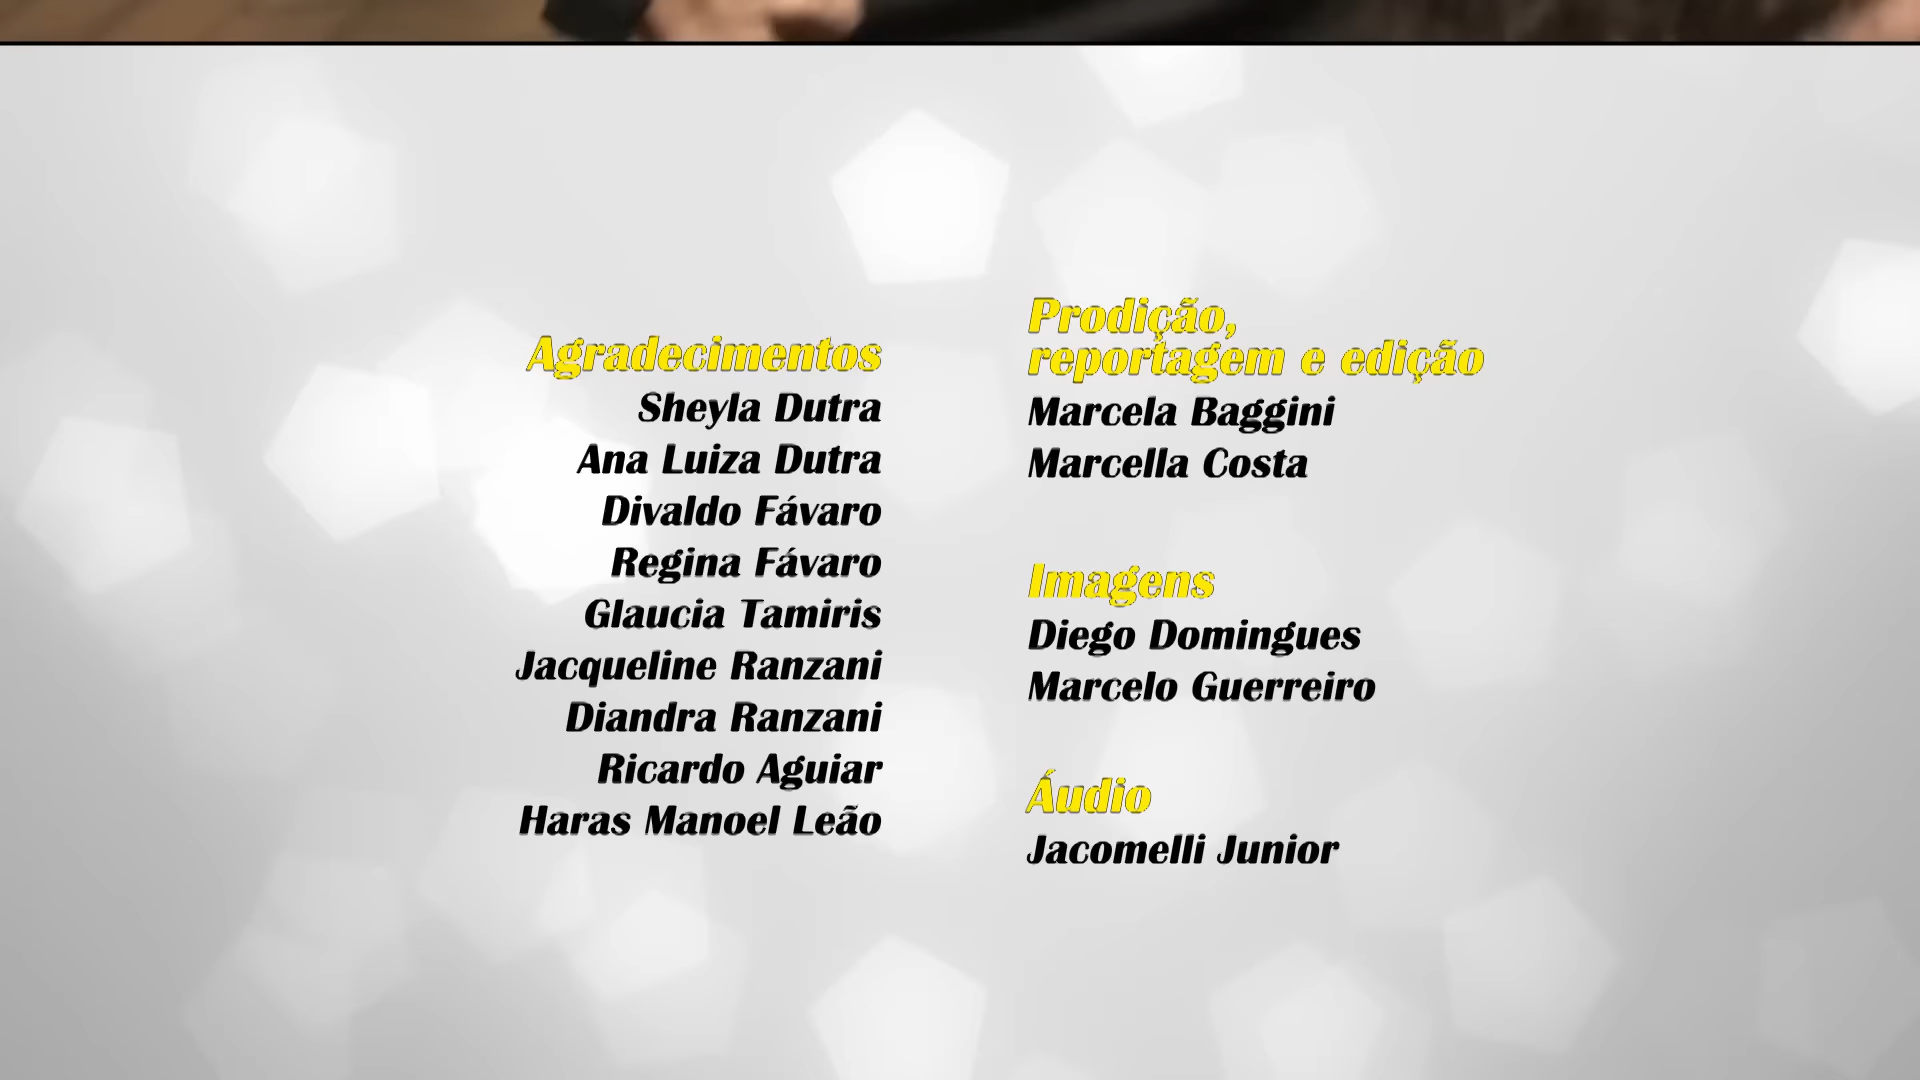 Agradecimentos
Sheyla Dutra
Ana Luiza Dutra
Divaldo Fávaro
Regina Fávaro
Glaucia Tamiris
Jacqueline Ranzani
Diandra Ranzani
Ricardo Aguiar
Haras Manoel Leão
Prodição,
reportagem e edição
Marcela Baggini
Marcella Costa
Imagens
Diego Domingues
Marcelo Guerreiro
Áudio
Jacomelli Junior